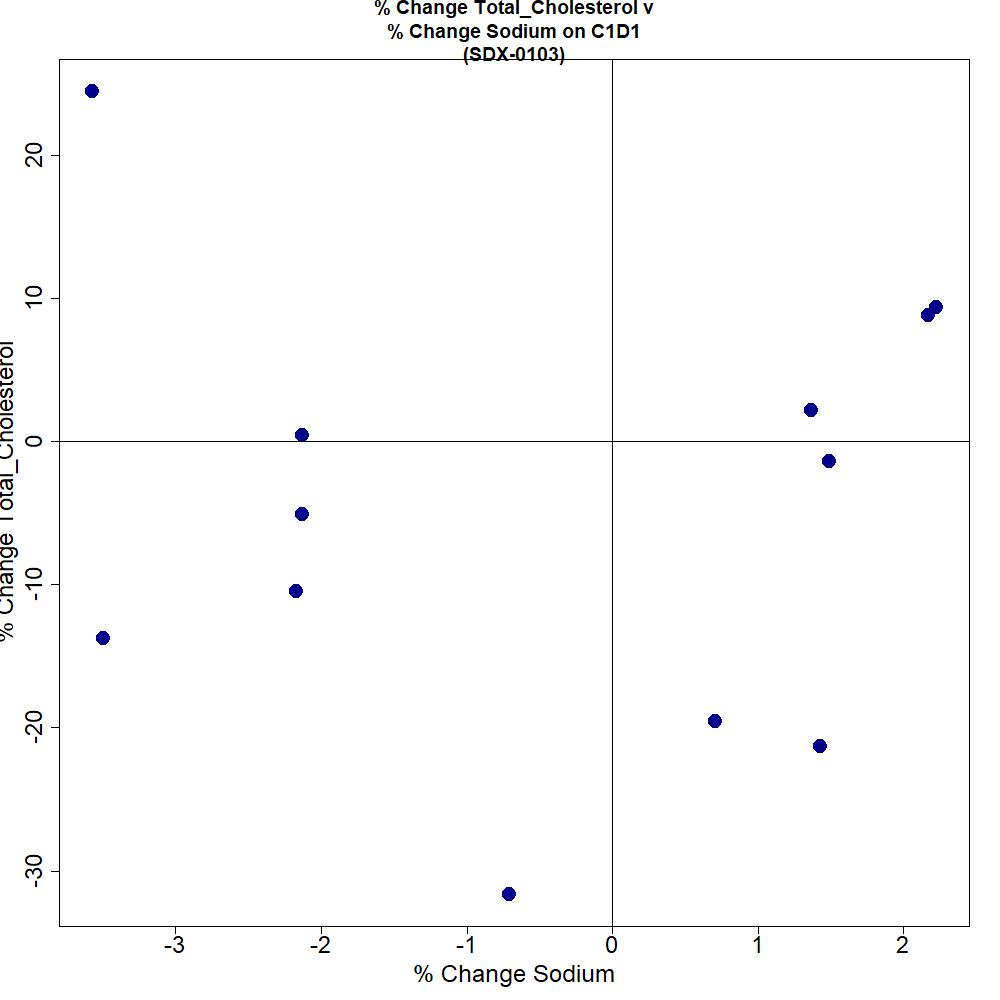 % Change Total_Cholesterol v
% Change Sodium on C1D1
(SDX-0103)
% Change Total_Cholesterol
20
10
0
-10
-20
-30
-3
-2
-1
0
1
2
% Change Sodium